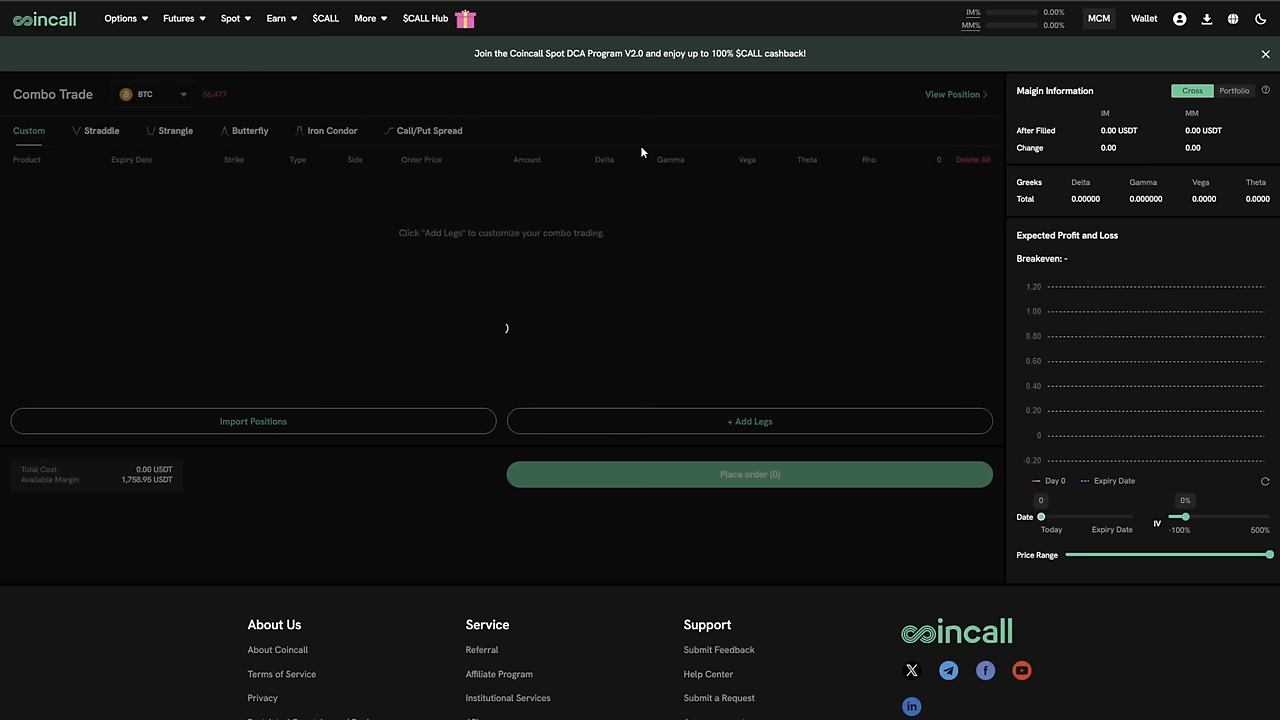 coincall Options Futures Spot Earn $CALL More $CALL Hub IM% 0.00% MCM Wallet
MM% 0.00%
Join the Coincall Spot DCA Program V2.0 and enjoy up to 100% $CALL cashback!
Combo Trade BTC 56,477 View Position
Custom Straddle Strangle Butterfly Iron Condor Call/Put Spread
Product Expiry Date Strike Type Side Order Price Amount Delta Gamma Vega Theta Rho 0 Delete All
Click "Add Legs" to customize your combo trading.
Import Positions + Add Legs
Total Cost 0.00 USDT
Available Margin 1,758.95 USDT
Place order (0)
Maigin Information Cross Portfolio
IM MM
After Filled 0.00 USDT 0.00 USDT
Change 0.00 0.00
Greeks Delta Gamma Vega Theta
Total 0.00000 0.000000 0.0000 0.0000
Expected Profit and Loss
Breakeven: -
1.20
1.00
0.80
0.60
0.40
0.20
0
-0.20
Day 0 Expiry Date
0 0%
Date IV
Today Expiry Date -100% 500%
Price Range
About Us Service Support coincall
About Coincall Referral Submit Feedback
Terms of Service Affiliate Program Help Center
Privacy Institutional Services Submit a Request